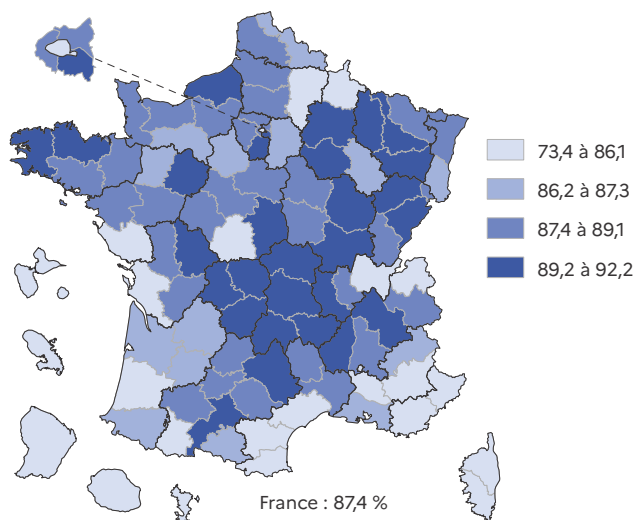 73,4 à 86,1
86,2 à 87,3
87,4 à 89,1
89,2 à 92,2
France : 87,4 %